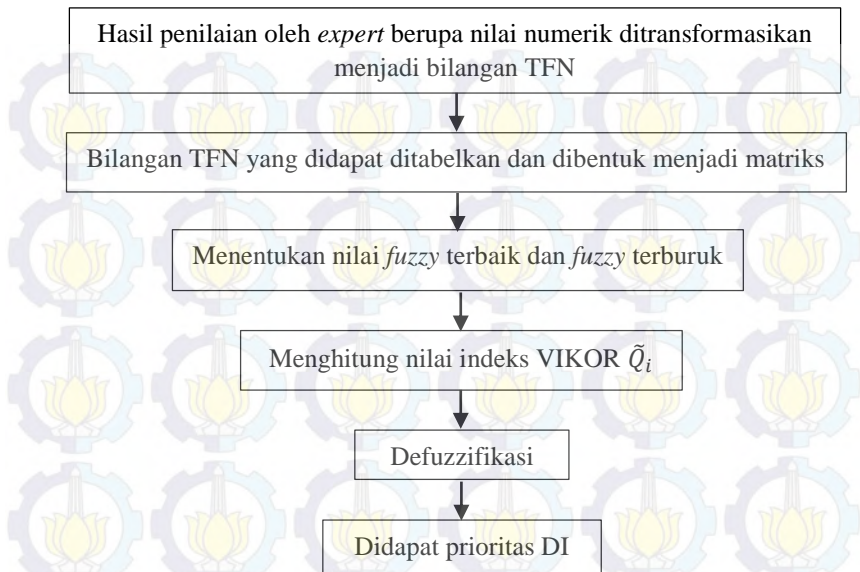 Hasil penilaian oleh expert berupa nilai numerik ditransformasikan
menjadi bilangan TFN
Bilangan TFN yang didapat ditabelkan dan dibentuk menjadi matriks
Menentukan nilai fuzzy terbaik dan fuzzy terburuk
Menghitung nilai indeks VIKOR Q̃ᵢ
Defuzzifikasi
Didapat prioritas DI